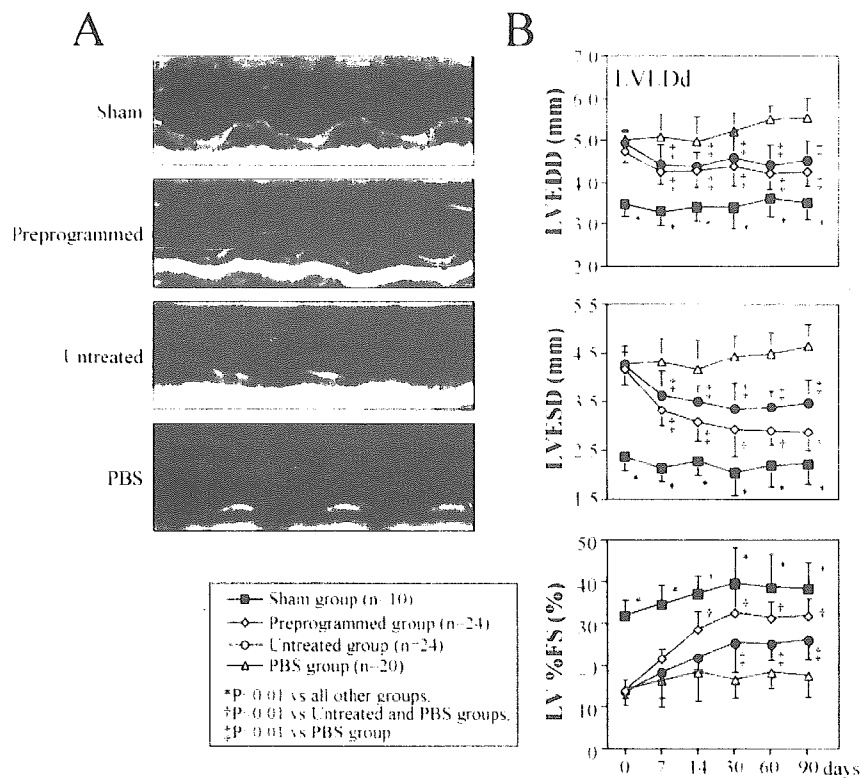 A
Sham
Preprogrammed
Untreated
PBS
Sham group (n=10)
Preprogrammed group (n=24)
Untreated group (n=24)
PBS group (n=20)
*P<0.01 vs all other groups.
†P<0.01 vs Untreated and PBS groups.
‡P<0.01 vs PBS group
B
LVEDd
LVEDD (mm)
7.0
6.0
5.0
4.0
3.0
2.0
LVESD (mm)
5.5
4.5
3.5
2.5
1.5
LV %FS (%)
50
40
30
10
0
0 7 14 30 60 90 days